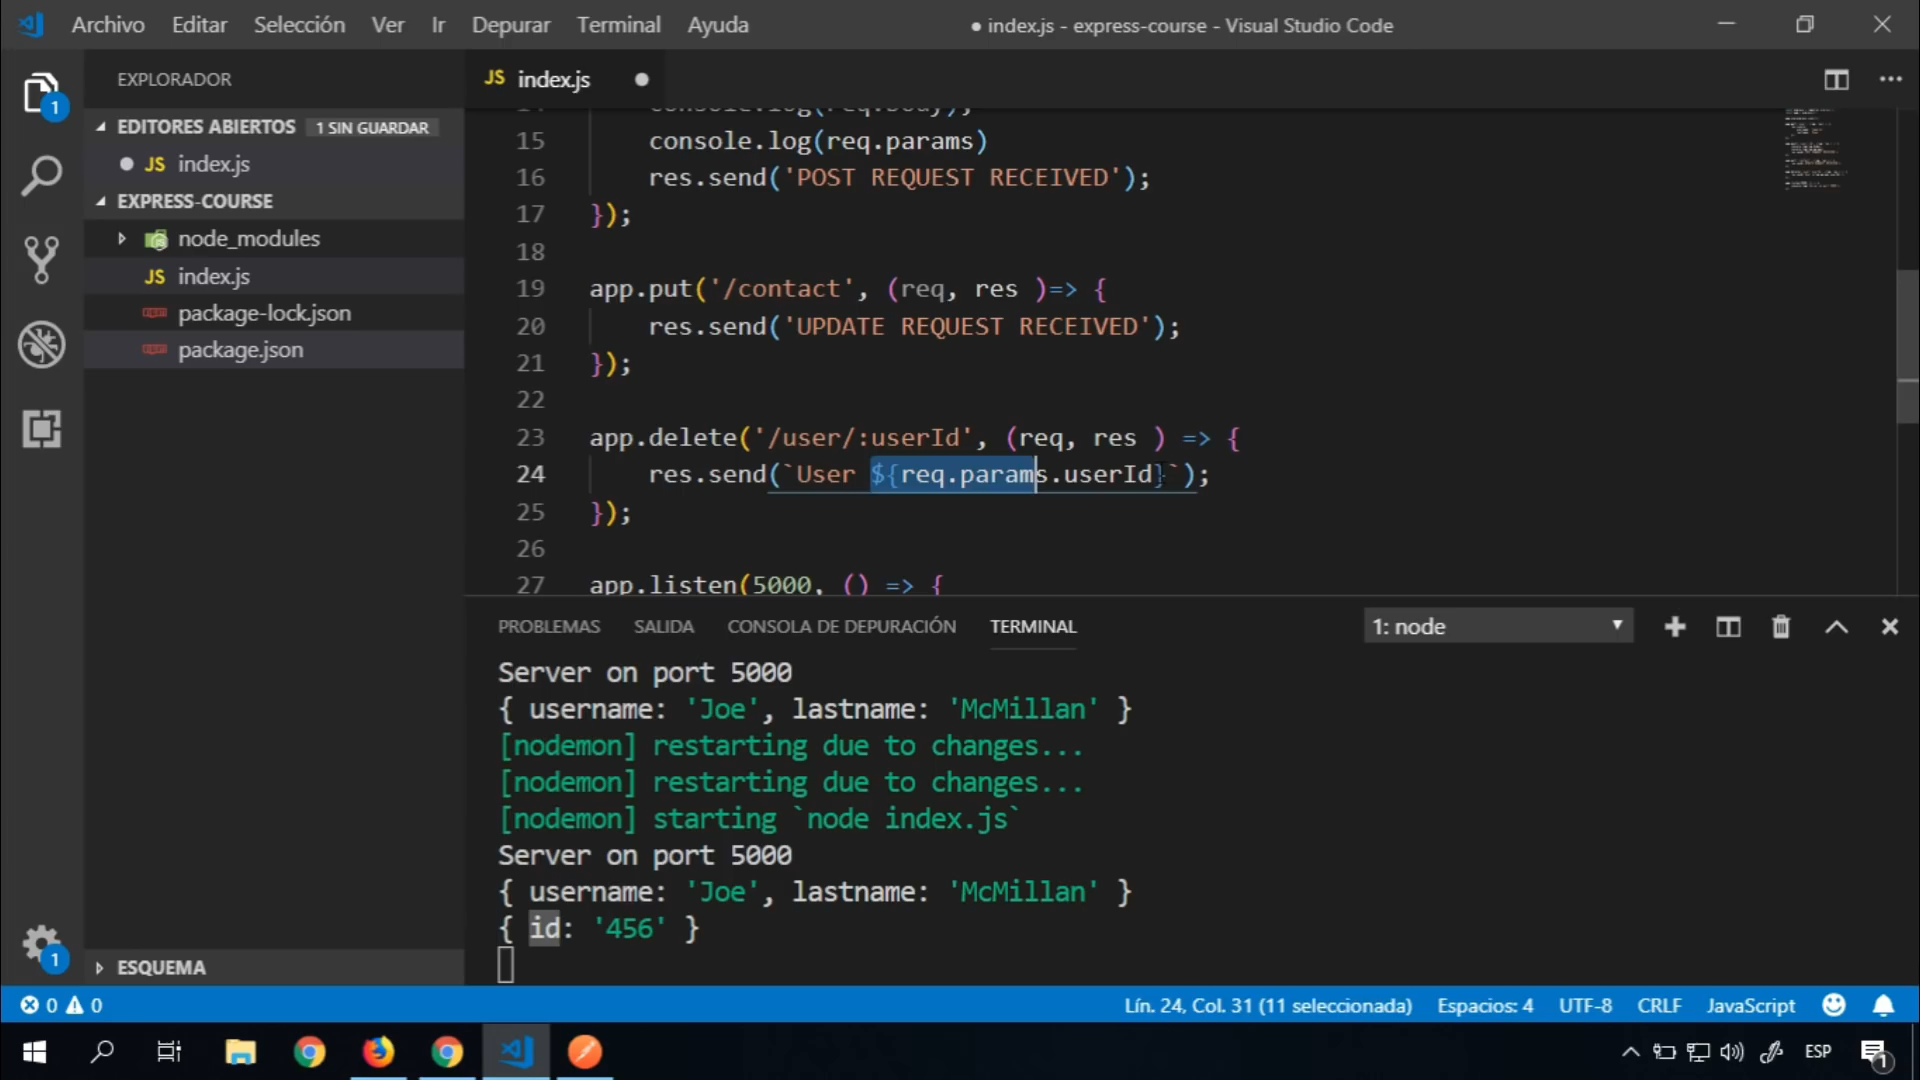 Archivo Editar Selección Ver Ir Depurar Terminal Ayuda
● index.js - express-course - Visual Studio Code
EXPLORADOR
EDITORES ABIERTOS 1 SIN GUARDAR
JS index.js
EXPRESS-COURSE
node_modules
JS index.js
package-lock.json
package.json
ESQUEMA
1
1
JS index.js
console.log(req.body);
15 console.log(req.params)
16 res.send('POST REQUEST RECEIVED');
17 });
18
19 app.put('/contact', (req, res )=> {
20 res.send('UPDATE REQUEST RECEIVED');
21 });
22
23 app.delete('/user/:userId', (req, res ) => {
24 res.send(`User ${req.params.userId}`);
25 });
26
27 app.listen(5000, () => {
PROBLEMAS SALIDA CONSOLA DE DEPURACIÓN TERMINAL 1: node
Server on port 5000
{ username: 'Joe', lastname: 'McMillan' }
[nodemon] restarting due to changes...
[nodemon] restarting due to changes...
[nodemon] starting `node index.js`
Server on port 5000
{ username: 'Joe', lastname: 'McMillan' }
{ id: '456' }
0 0 Lín. 24, Col. 31 (11 seleccionada) Espacios: 4 UTF-8 CRLF JavaScript
ESP 1